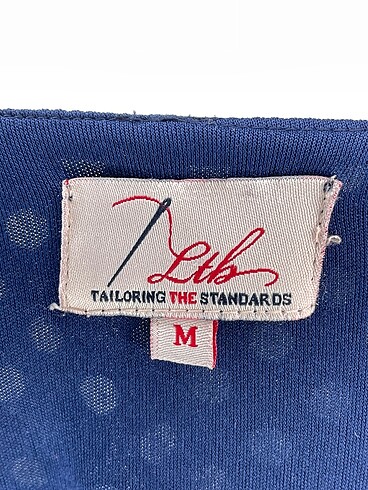 Ltb
TAILORING THE STANDARDS
M